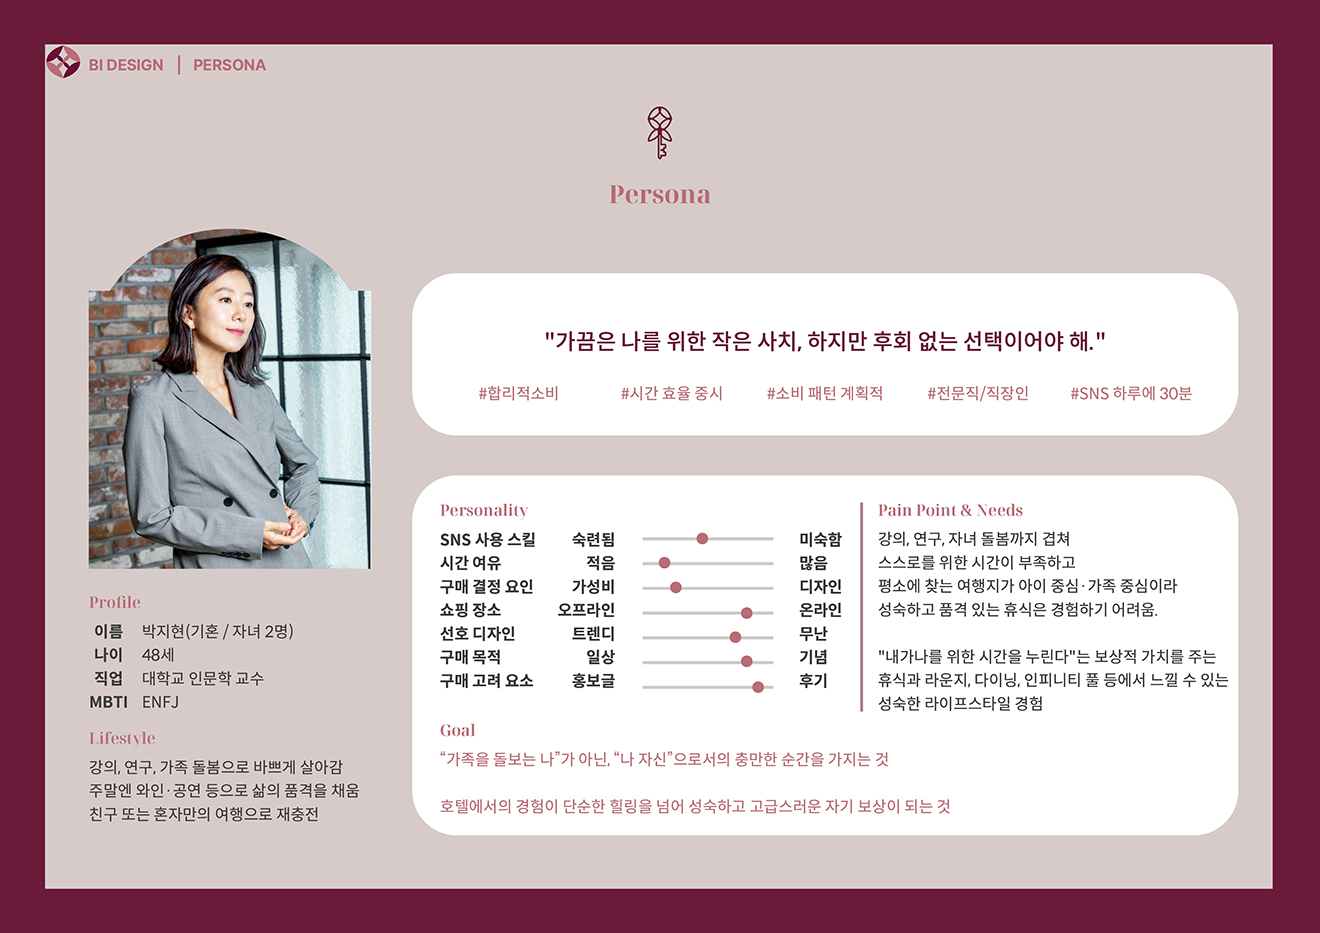 BI DESIGN | PERSONA
Persona
"가끔은 나를 위한 작은 사치, 하지만 후회 없는 선택이어야 해."
#합리적소비 #시간 효율 중시 #소비 패턴 계획적 #전문직/직장인 #SNS 하루에 30분
Profile
이름 박지현(기혼 / 자녀 2명)
나이 48세
직업 대학교 인문학 교수
MBTI ENFJ
Lifestyle
강의, 연구, 가족 돌봄으로 바쁘게 살아감
주말엔 와인·공연 등으로 삶의 품격을 채움
친구 또는 혼자만의 여행으로 재충전
Personality
SNS 사용 스킬 숙련됨 미숙함
시간 여유 적음 많음
구매 결정 요인 가성비 디자인
쇼핑 장소 오프라인 온라인
선호 디자인 트렌디 무난
구매 목적 일상 기념
구매 고려 요소 홍보글 후기
Pain Point & Needs
강의, 연구, 자녀 돌봄까지 겹쳐
스스로를 위한 시간이 부족하고
평소에 찾는 여행지가 아이 중심·가족 중심이라
성숙하고 품격 있는 휴식은 경험하기 어려움.
"내가나를 위한 시간을 누린다"는 보상적 가치를 주는
휴식과 라운지, 다이닝, 인피니티 풀 등에서 느낄 수 있는
성숙한 라이프스타일 경험
Goal
“가족을 돌보는 나”가 아닌, “나 자신”으로서의 충만한 순간을 가지는 것
호텔에서의 경험이 단순한 힐링을 넘어 성숙하고 고급스러운 자기 보상이 되는 것